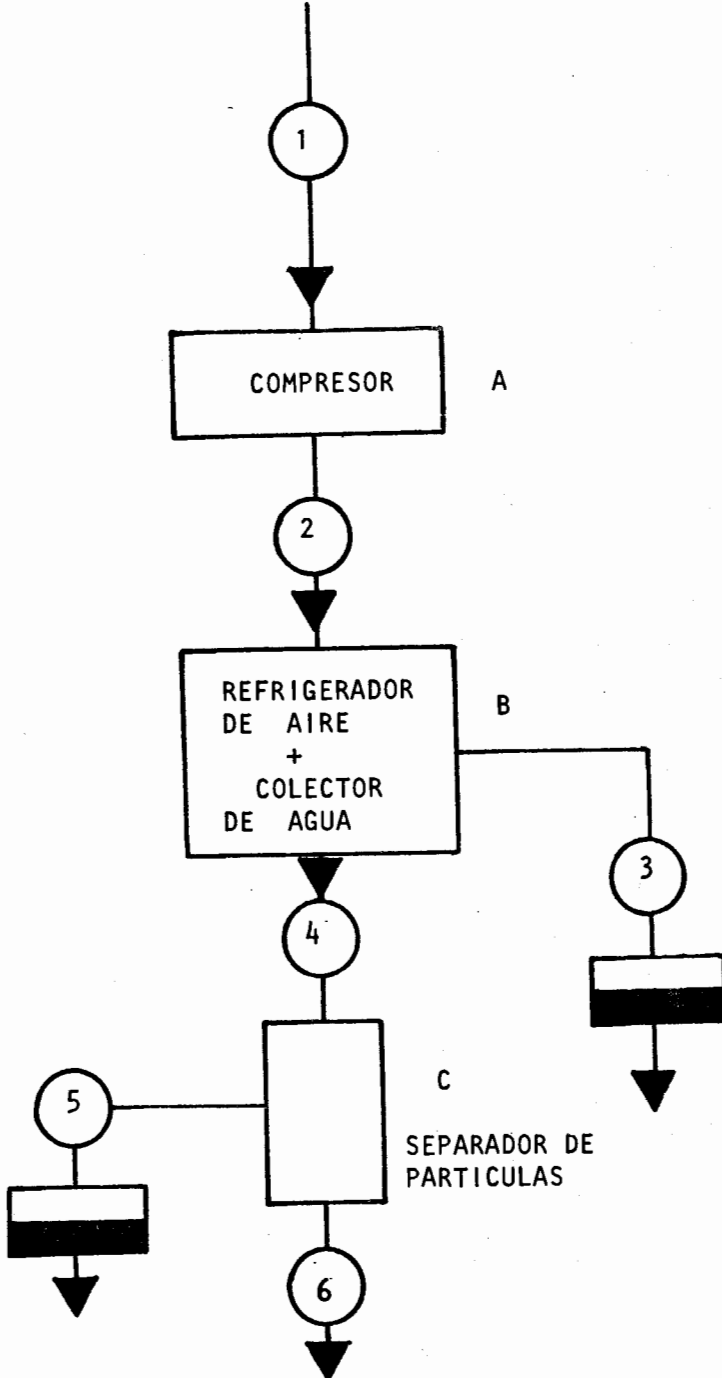 1
COMPRESOR
A
2
REFRIGERADOR
DE AIRE
+
COLECTOR
DE AGUA
B
3
4
C
5
SEPARADOR DE
PARTICULAS
6